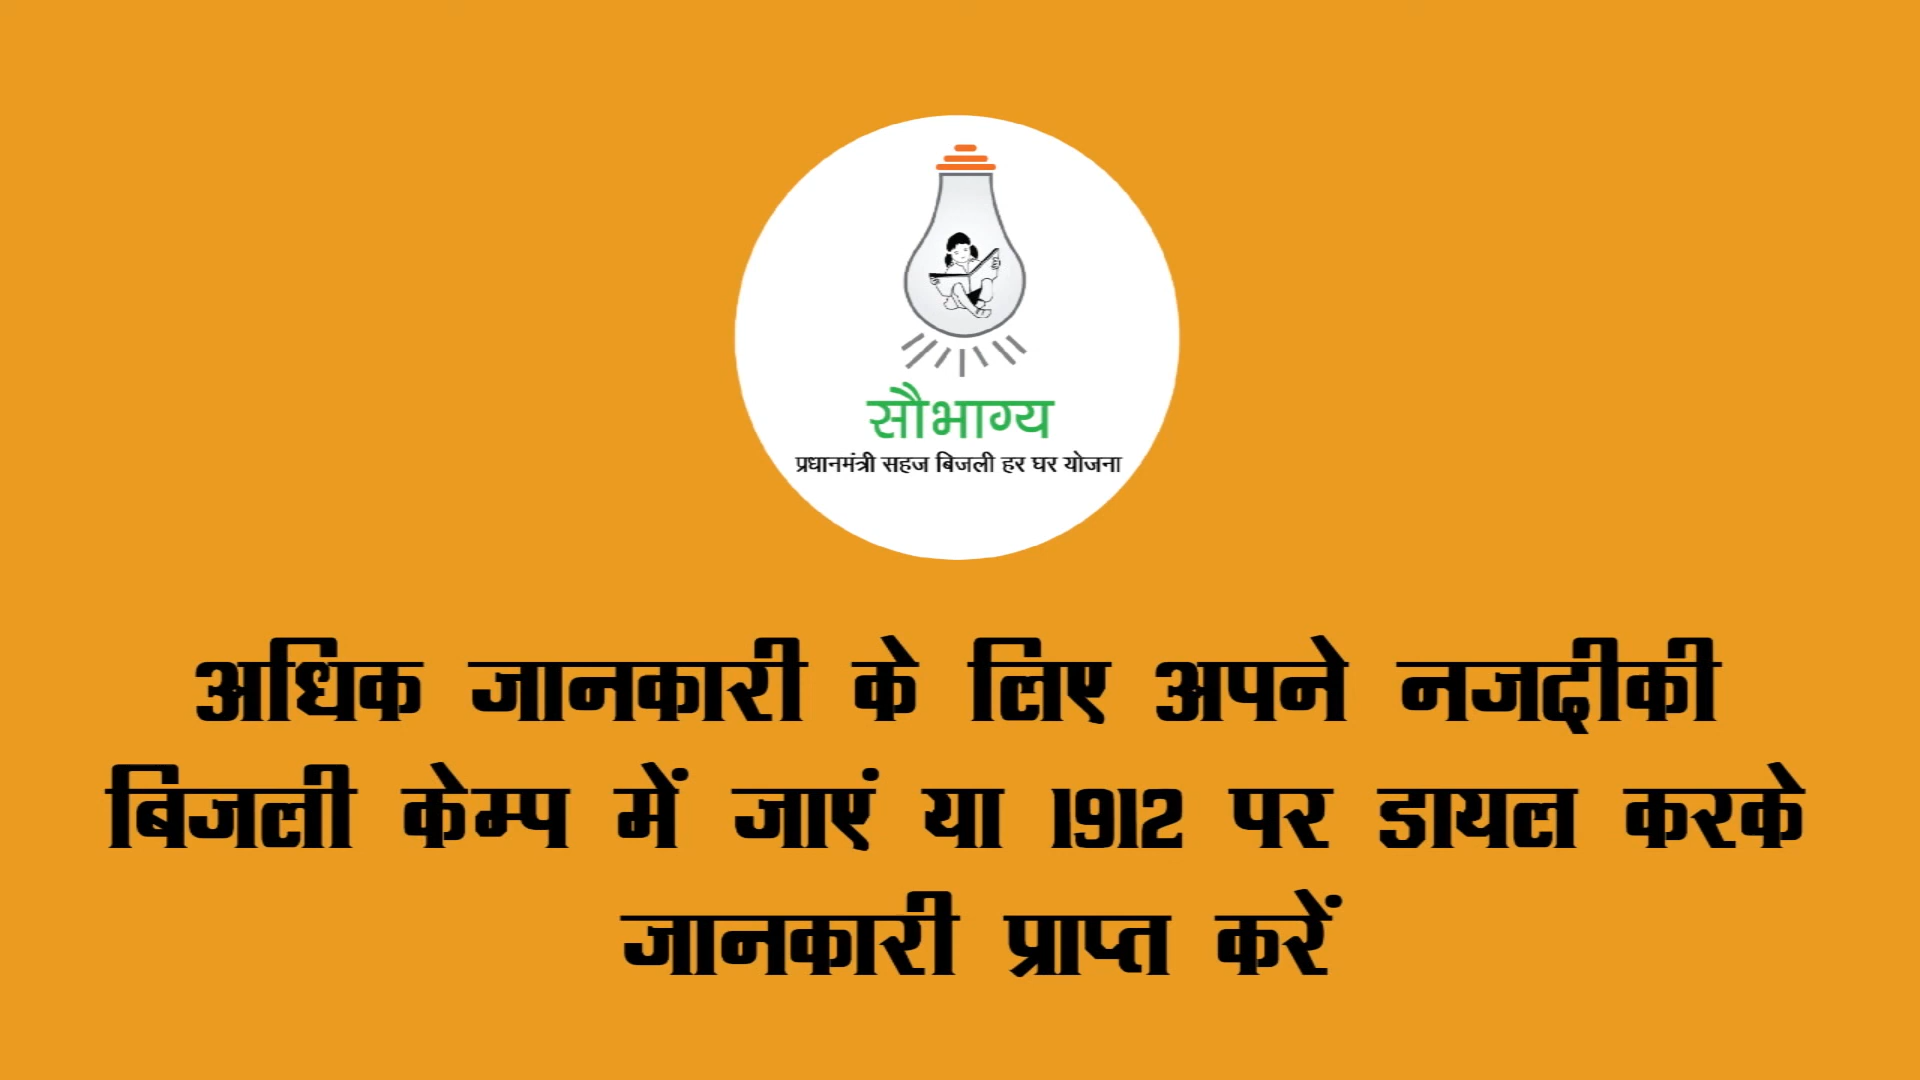 सौभाग्य
प्रधानमंत्री सहज बिजली हर घर योजना
अधिक जानकारी के लिए अपने नजदीकी
बिजली केम्प में जाएं या 1912 पर डायल करके
जानकारी प्राप्त करें